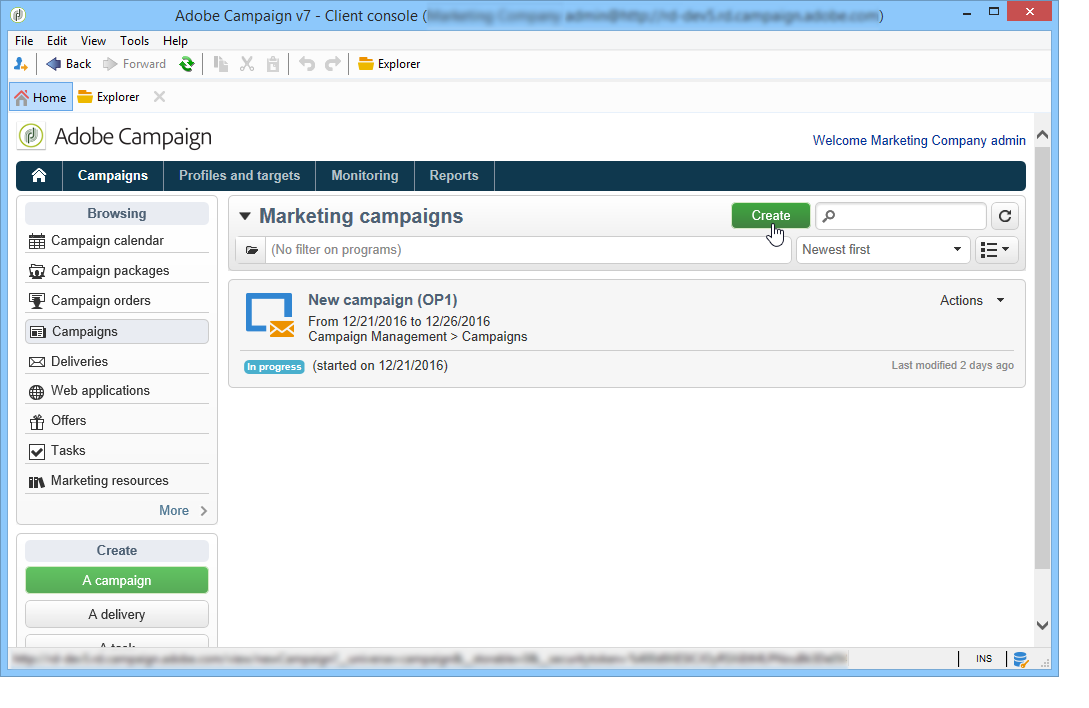 Adobe Campaign v7 - Client console (
File Edit View Tools Help
Back Forward Explorer
Home Explorer
Adobe Campaign
Welcome Marketing Company admin
Campaigns Profiles and targets Monitoring Reports
Browsing
Campaign calendar
Campaign packages
Campaign orders
Campaigns
Deliveries
Web applications
Offers
Tasks
Marketing resources
More
Create
A campaign
A delivery
A task
Marketing campaigns
Create
(No filter on programs)
Newest first
New campaign (OP1)
Actions
From 12/21/2016 to 12/26/2016
Campaign Management > Campaigns
In progress (started on 12/21/2016)
Last modified 2 days ago
INS